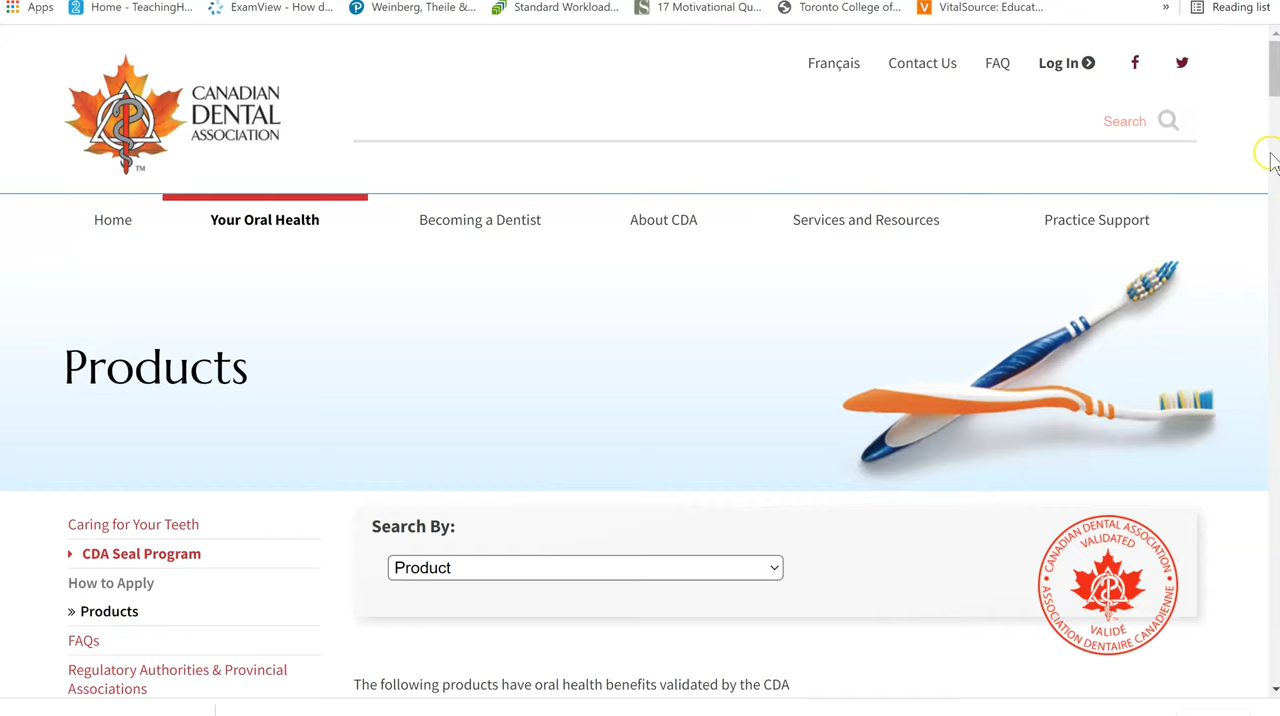 Apps
Home - TeachingH...
ExamView - How d...
Weinberg, Theile &...
Standard Workload...
17 Motivational Qu...
Toronto College of...
VitalSource: Educat...
»
Reading list
CANADIAN
DENTAL
ASSOCIATION
TM
Français
Contact Us
FAQ
Log In
Search
Home
Your Oral Health
Becoming a Dentist
About CDA
Services and Resources
Practice Support
Products
Caring for Your Teeth
CDA Seal Program
How to Apply
» Products
FAQs
Regulatory Authorities & Provincial
Associations
Search By:
Product
CANADIAN DENTAL ASSOCIATION
VALIDATED
VALIDÉ
ASSOCIATION DENTAIRE CANADIENNE
The following products have oral health benefits validated by the CDA